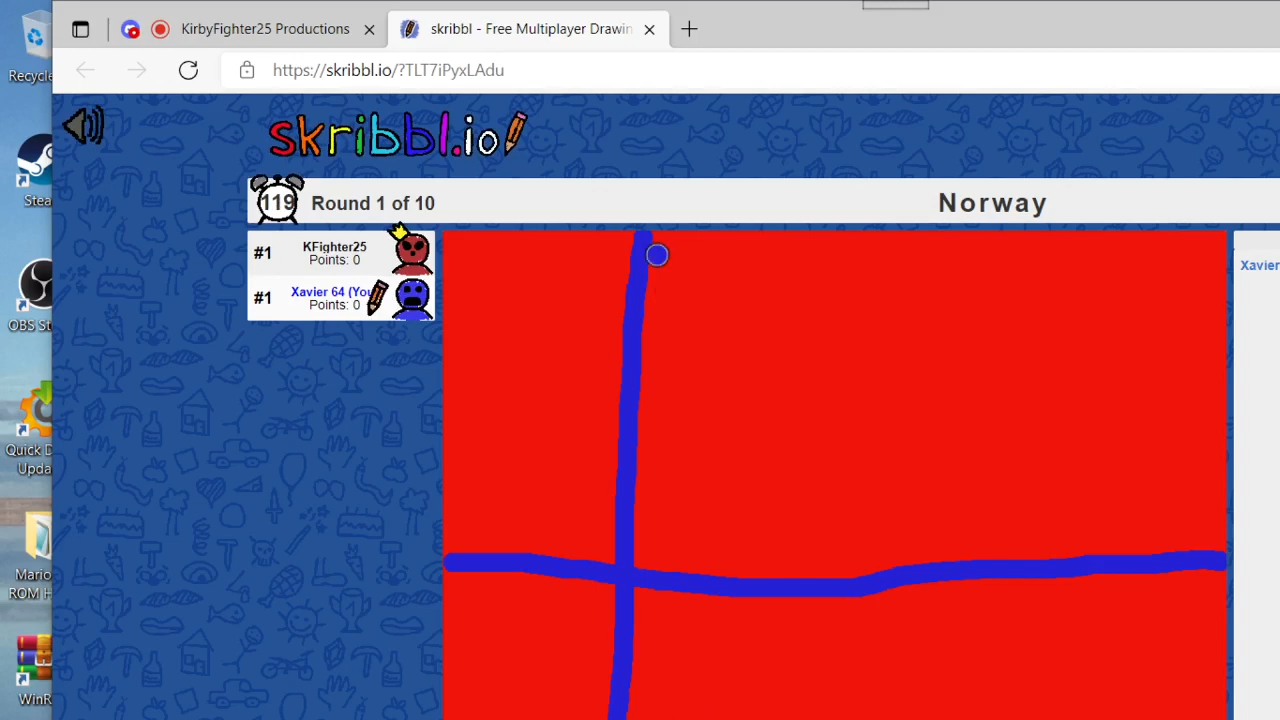 KirbyFighter25 Productions
skribbl - Free Multiplayer Drawin
https://skribbl.io/?TLT7iPyxLAdu
Recycle
skribbl.io
119
Round 1 of 10
Norway
Stea
#1
KFighter25
Points: 0
Xavier
#1
Xavier 64 (You
Points: 0
OBS St
Quick D
Upda
Mario
ROM H
WinR